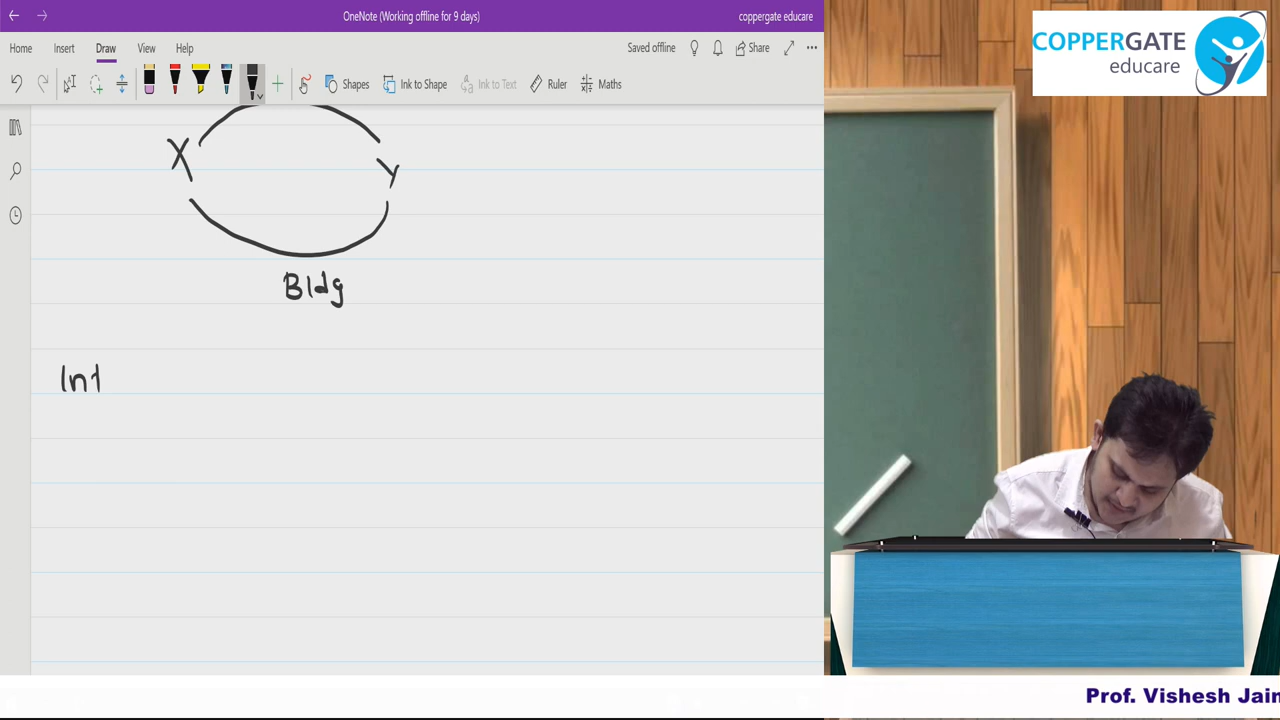 OneNote (Working offline for 9 days)
coppergate educare
Home Insert Draw View Help
Saved offline Share
Shapes Ink to Shape Ink to Text Ruler Maths
X Y
Bldg
Int
COPPERGATE
educare
Prof. Vishesh Jain